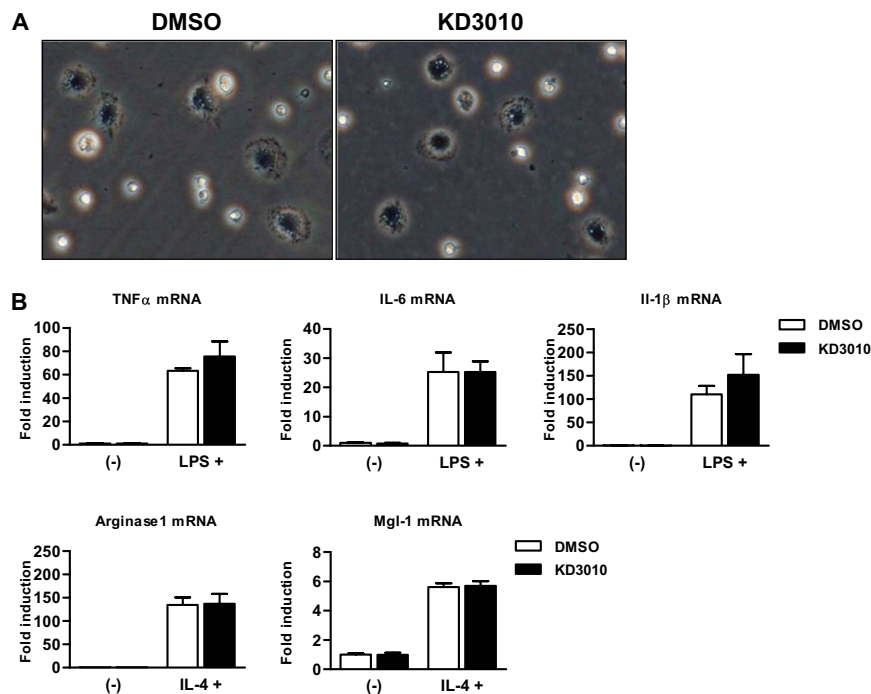 A
DMSO
KD3010
B
TNFα mRNA
Fold induction
100
80
60
40
20
0
(-)
LPS +
IL-6 mRNA
Fold induction
40
30
20
10
0
(-)
LPS +
Il-1β mRNA
Fold induction
250
200
150
100
50
0
(-)
LPS +
DMSO
KD3010
Arginase1 mRNA
Fold induction
250
200
150
100
50
0
(-)
IL-4 +
Mgl-1 mRNA
Fold induction
8
6
4
2
0
(-)
IL-4 +
DMSO
KD3010